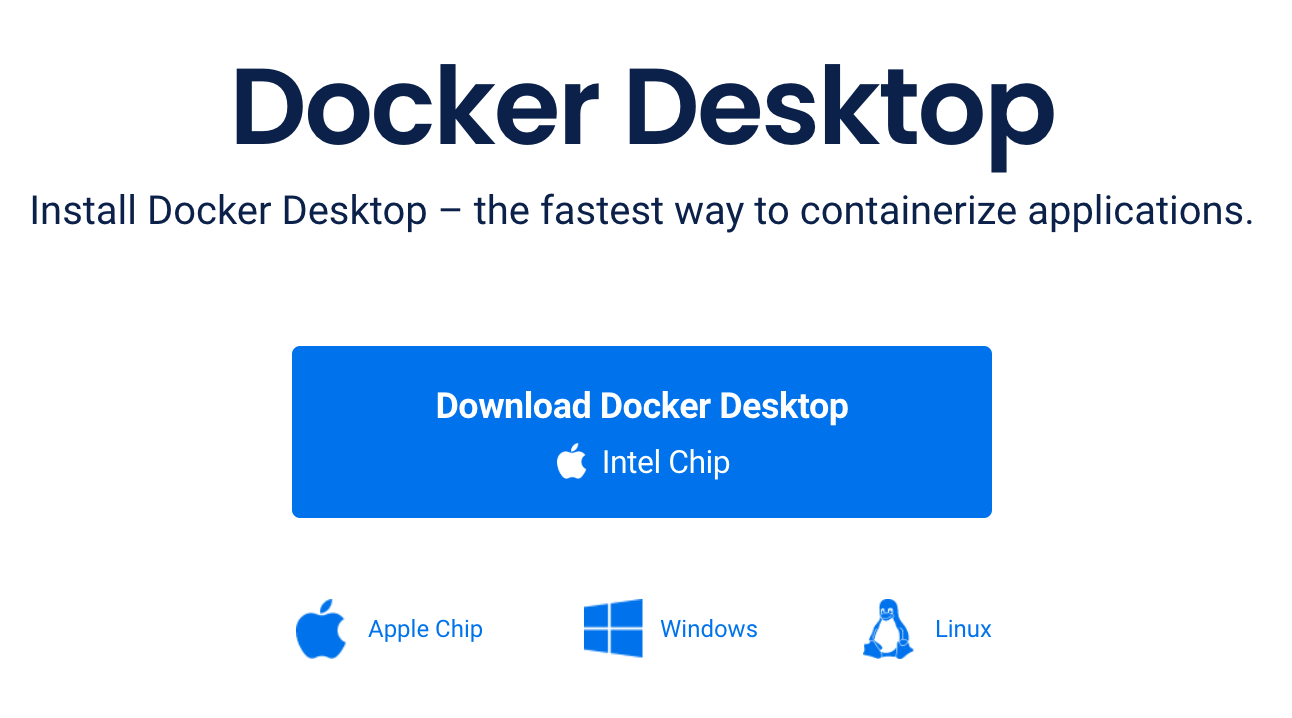 Docker Desktop
Install Docker Desktop – the fastest way to containerize applications.
Download Docker Desktop
Intel Chip
Apple Chip
Windows
Linux